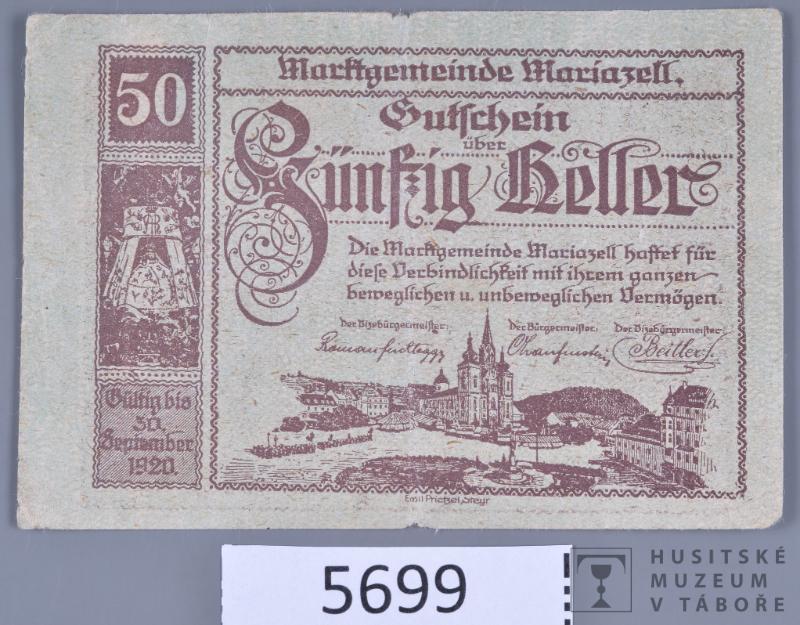 50
Marktgemeinde Mariazell.
Gutschein
über
Fünfzig Heller
Die Marktgemeinde Mariazell haftet für
diese Verbindlichkeit mit ihrem ganzen
beweglichen u. unbeweglichen Vermögen.
Der Vizebürgermeister: Der Bürgermeister: Der Vizebürgermeister:
Beitler
Gültig bis
30.
September
1920.
Emil Prietzel, Steyr
5699
HUSITSKÉ
MUZEUM
V TÁBOŘE